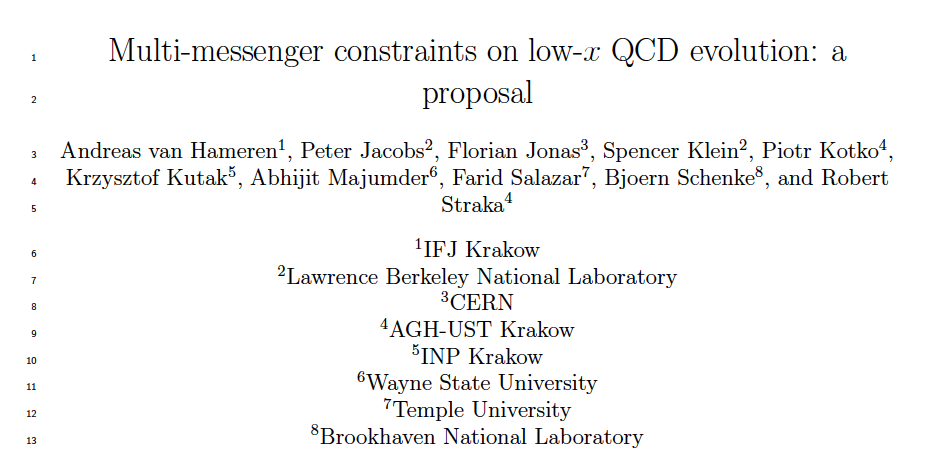 1 Multi-messenger constraints on low-x QCD evolution: a
2 proposal
3 Andreas van Hameren¹, Peter Jacobs², Florian Jonas³, Spencer Klein², Piotr Kotko⁴,
4 Krzysztof Kutak⁵, Abhijit Majumder⁶, Farid Salazar⁷, Bjoern Schenke⁸, and Robert
5 Straka⁴
6 ¹IFJ Krakow
7 ²Lawrence Berkeley National Laboratory
8 ³CERN
9 ⁴AGH-UST Krakow
10 ⁵INP Krakow
11 ⁶Wayne State University
12 ⁷Temple University
13 ⁸Brookhaven National Laboratory